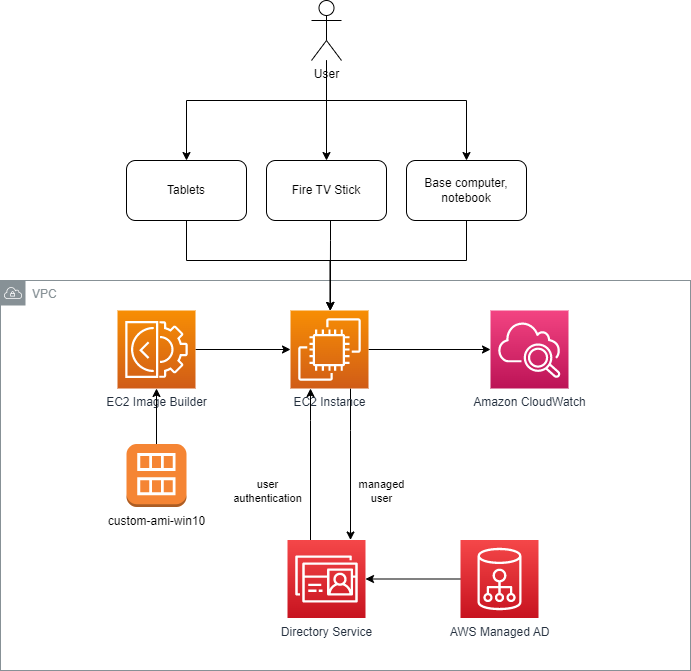 User
Tablets
Fire TV Stick
Base computer,
notebook
VPC
EC2 Image Builder
EC2 Instance
Amazon CloudWatch
custom-ami-win10
user
authentication
managed
user
Directory Service
AWS Managed AD